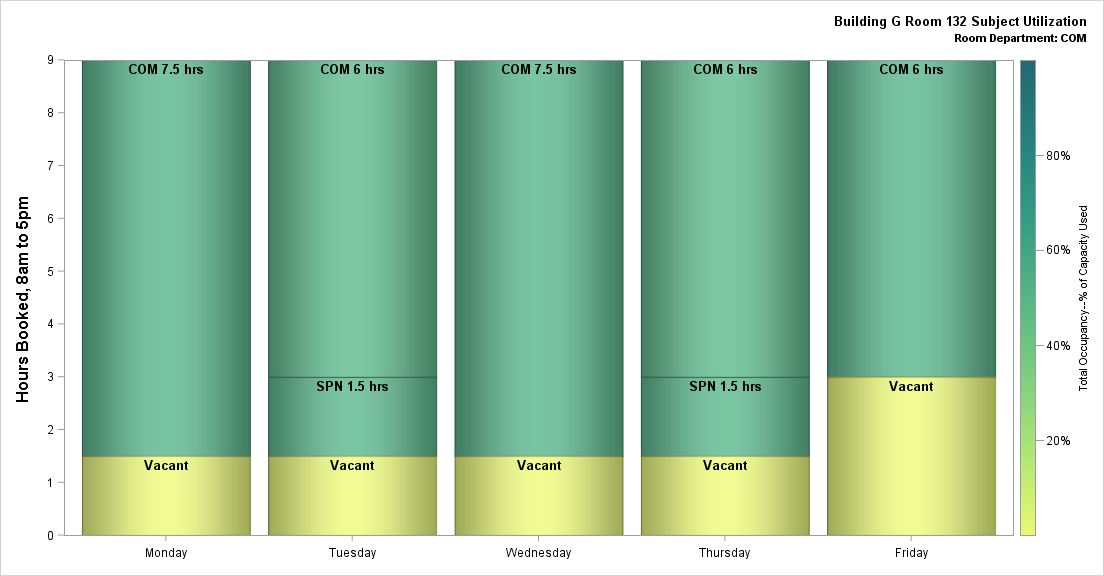 Building G Room 132 Subject Utilization
Room Department: COM
Hours Booked, 8am to 5pm
9
8
7
6
5
4
3
2
1
0
COM 7.5 hrs
Vacant
COM 6 hrs
SPN 1.5 hrs
Vacant
COM 7.5 hrs
Vacant
COM 6 hrs
SPN 1.5 hrs
Vacant
COM 6 hrs
Vacant
Monday
Tuesday
Wednesday
Thursday
Friday
80%
60%
40%
20%
Total Occupancy--% of Capacity Used